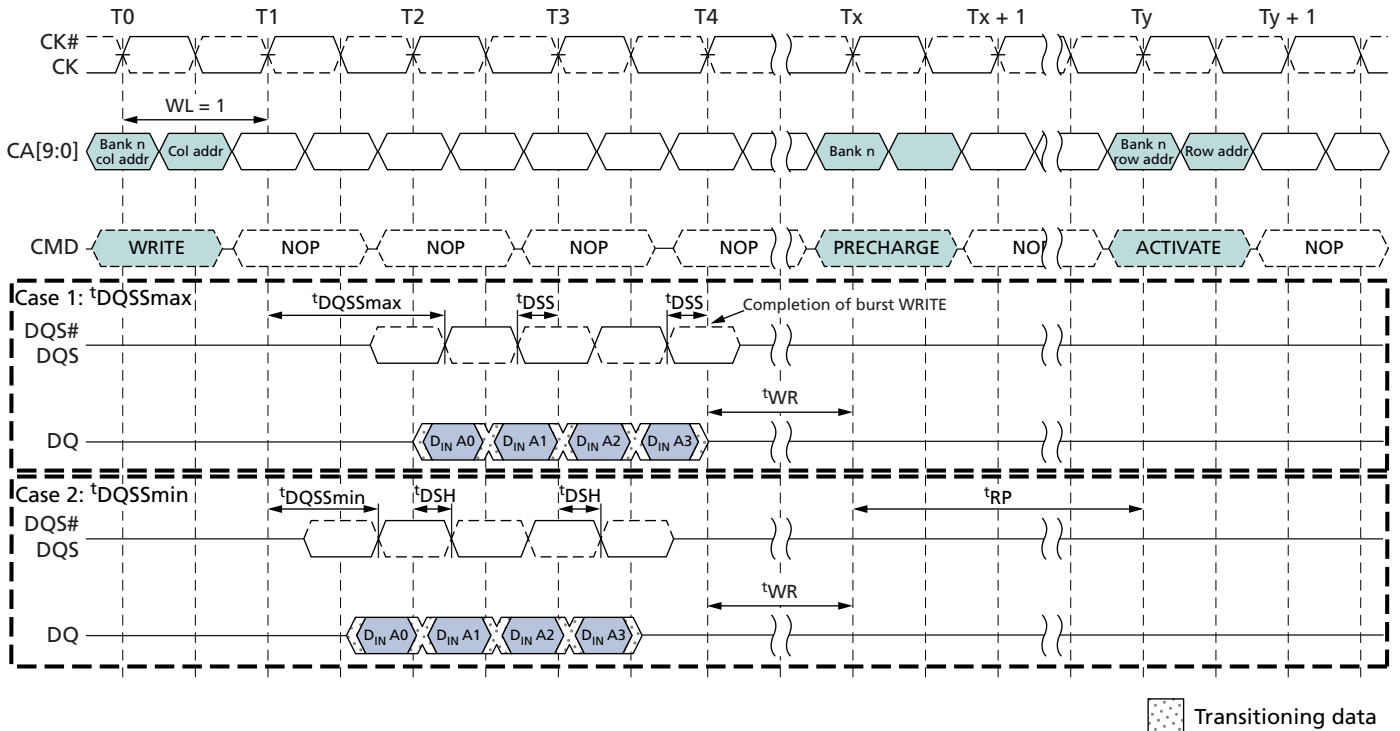 T0 T1 T2 T3 T4 Tx Tx + 1 Ty Ty + 1
CK#
CK
WL = 1
CA[9:0] Bank n col addr Col addr Bank n Bank n row addr Row addr
CMD WRITE NOP NOP NOP NOP PRECHARGE NOP ACTIVATE NOP
Case 1: tDQSSmax
tDQSSmax tDSS tDSS Completion of burst WRITE
DQS#
DQS
tWR
DQ DIN A0 DIN A1 DIN A2 DIN A3
Case 2: tDQSSmin
tDQSSmin tDSH tDSH tRP
DQS#
DQS
tWR
DQ DIN A0 DIN A1 DIN A2 DIN A3
Transitioning data